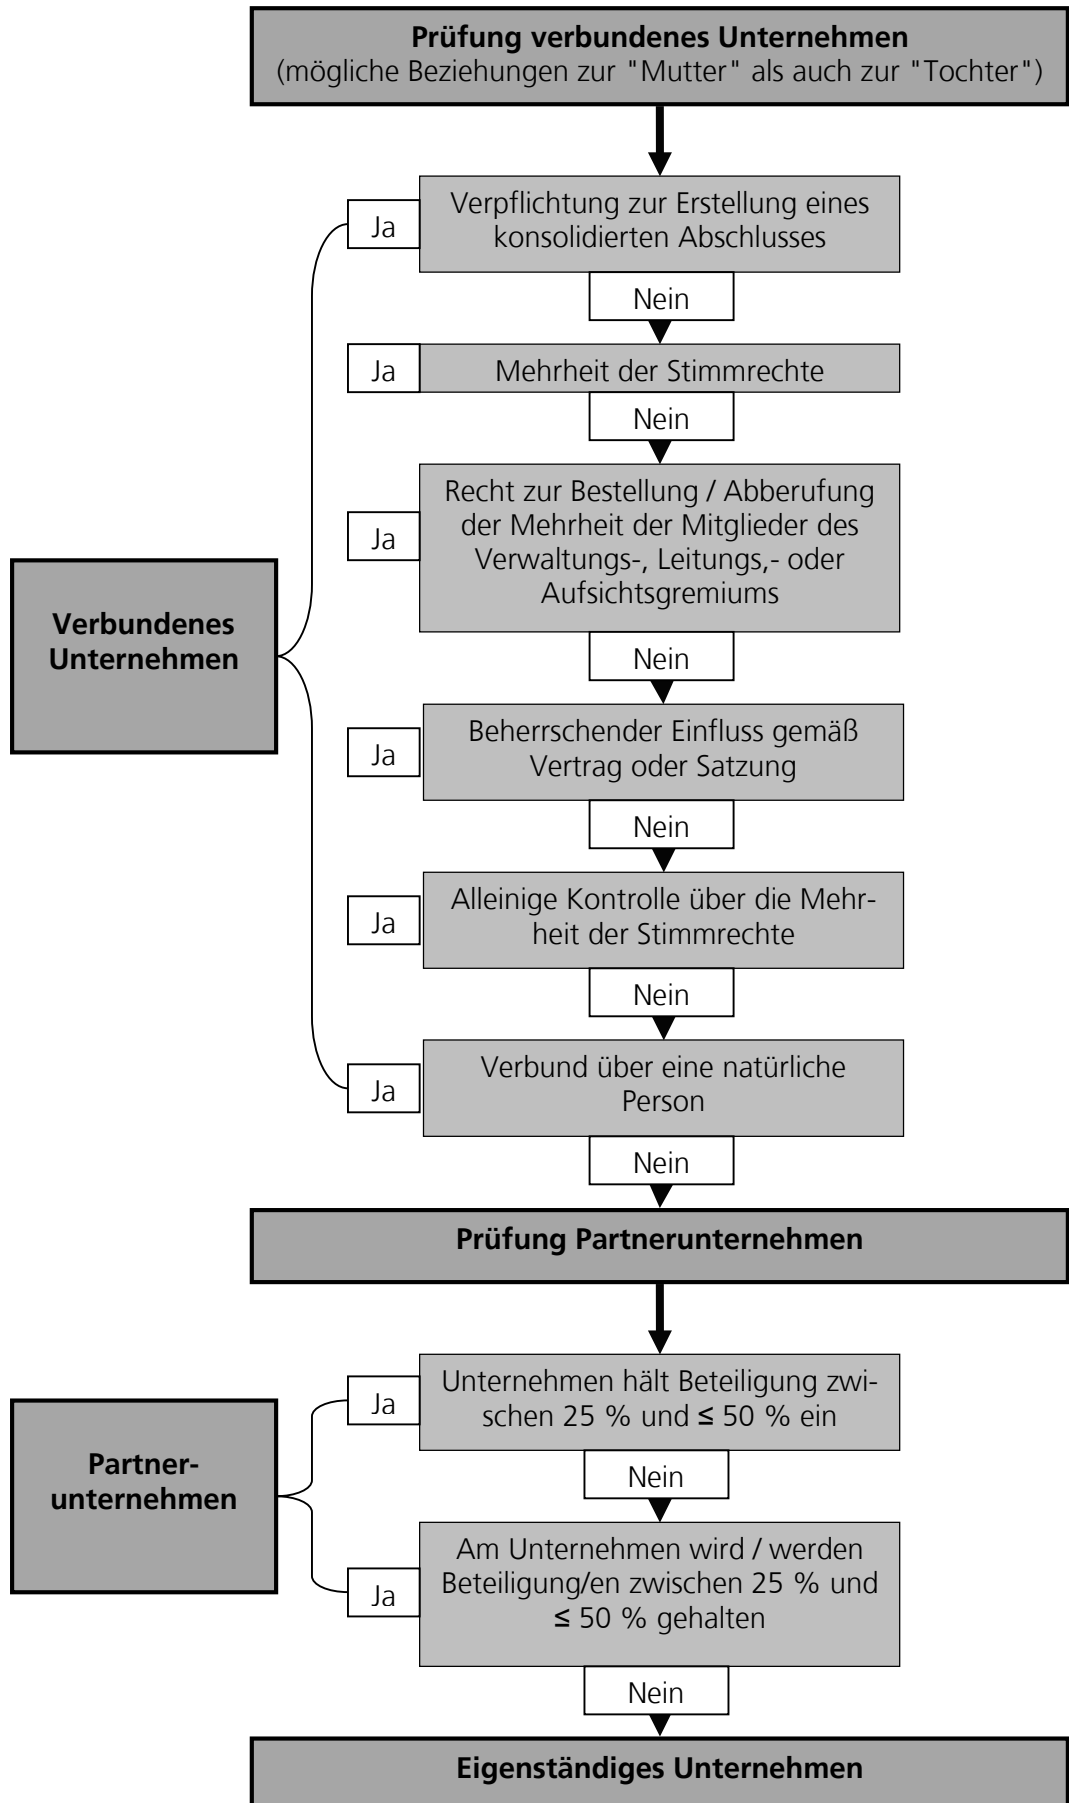 Prüfung verbundenes Unternehmen
(mögliche Beziehungen zur "Mutter" als auch zur "Tochter")
Ja
Verpflichtung zur Erstellung eines
konsolidierten Abschlusses
Nein
Ja
Mehrheit der Stimmrechte
Nein
Ja
Recht zur Bestellung / Abberufung
der Mehrheit der Mitglieder des
Verwaltungs-, Leitungs,- oder
Aufsichtsgremiums
Verbundenes
Unternehmen
Nein
Ja
Beherrschender Einfluss gemäß
Vertrag oder Satzung
Nein
Ja
Alleinige Kontrolle über die Mehr-
heit der Stimmrechte
Nein
Ja
Verbund über eine natürliche
Person
Nein
Prüfung Partnerunternehmen
Ja
Unternehmen hält Beteiligung zwi-
schen 25 % und ≤ 50 % ein
Partner-
unternehmen
Nein
Ja
Am Unternehmen wird / werden
Beteiligung/en zwischen 25 % und
≤ 50 % gehalten
Nein
Eigenständiges Unternehmen